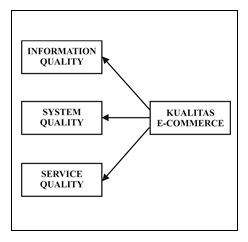 INFORMATION
QUALITY
SYSTEM
QUALITY
KUALITAS
E-COMMERCE
SERVICE
QUALITY